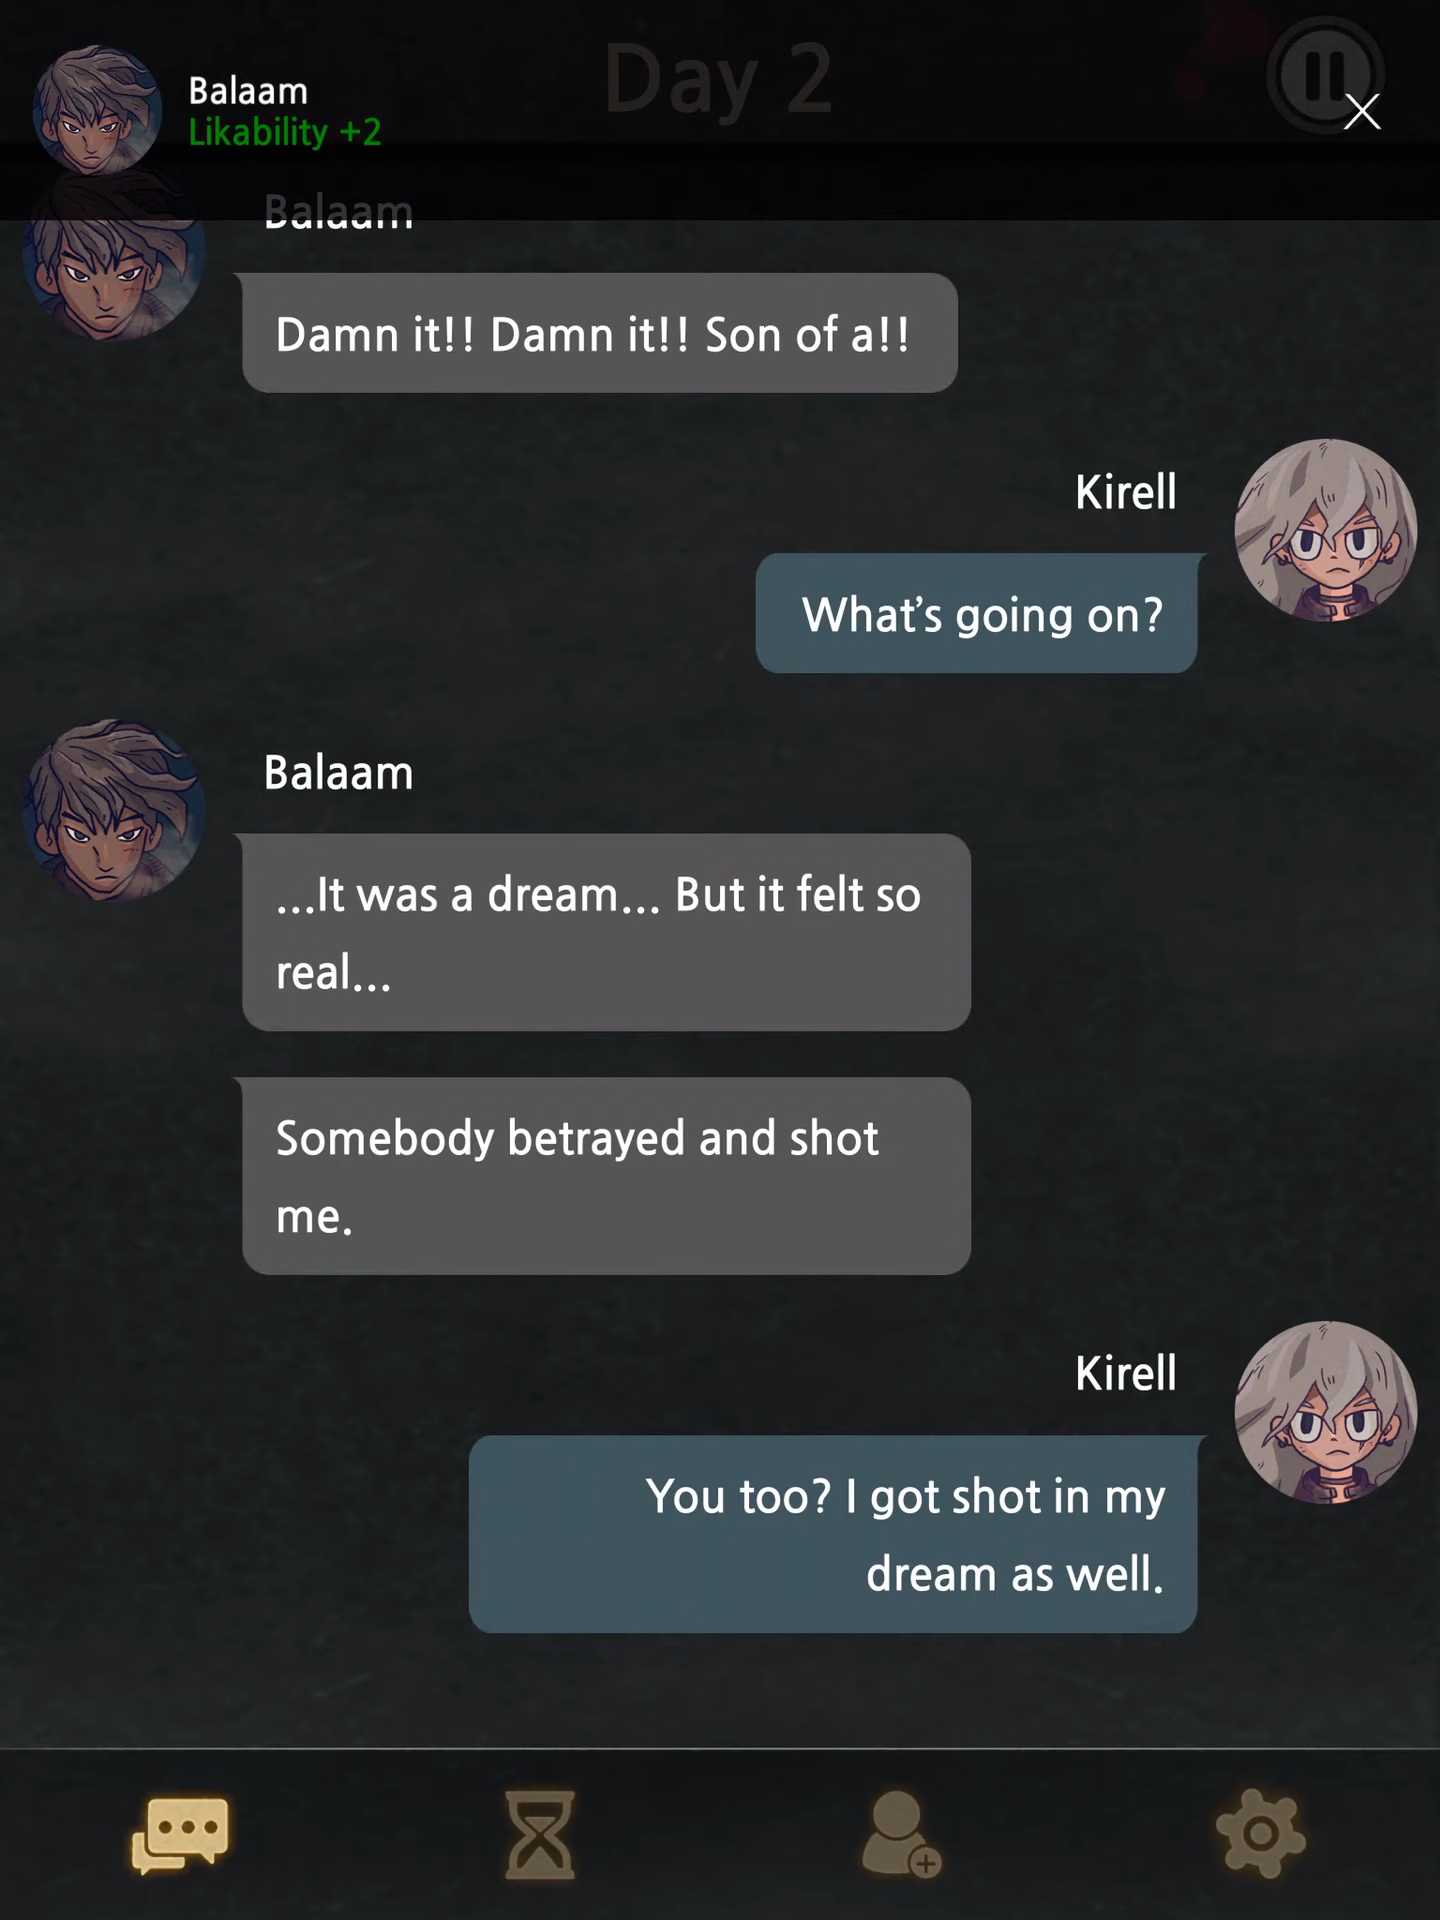 Day 2
Balaam
Likability +2
Balaam
Damn it!! Damn it!! Son of a!!
Kirell
What's going on?
Balaam
...It was a dream... But it felt so
real...
Somebody betrayed and shot
me.
Kirell
You too? I got shot in my
dream as well.